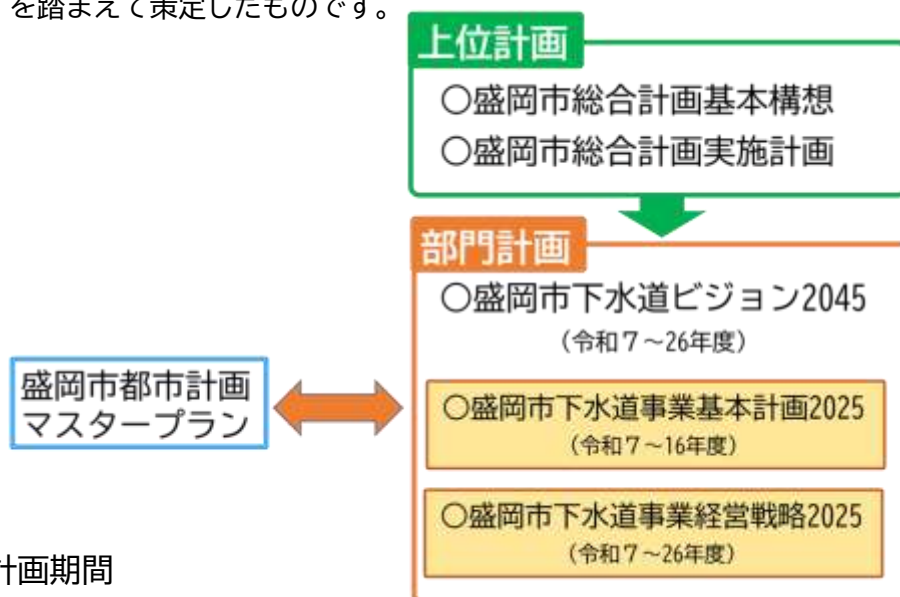 を踏まえて策定したものです。
上位計画
○盛岡市総合計画基本構想
○盛岡市総合計画実施計画
部門計画
○盛岡市下水道ビジョン2045
（令和７～26年度）
盛岡市都市計画
マスタープラン
○盛岡市下水道事業基本計画2025
（令和７～16年度）
○盛岡市下水道事業経営戦略2025
（令和７～26年度）
計画期間